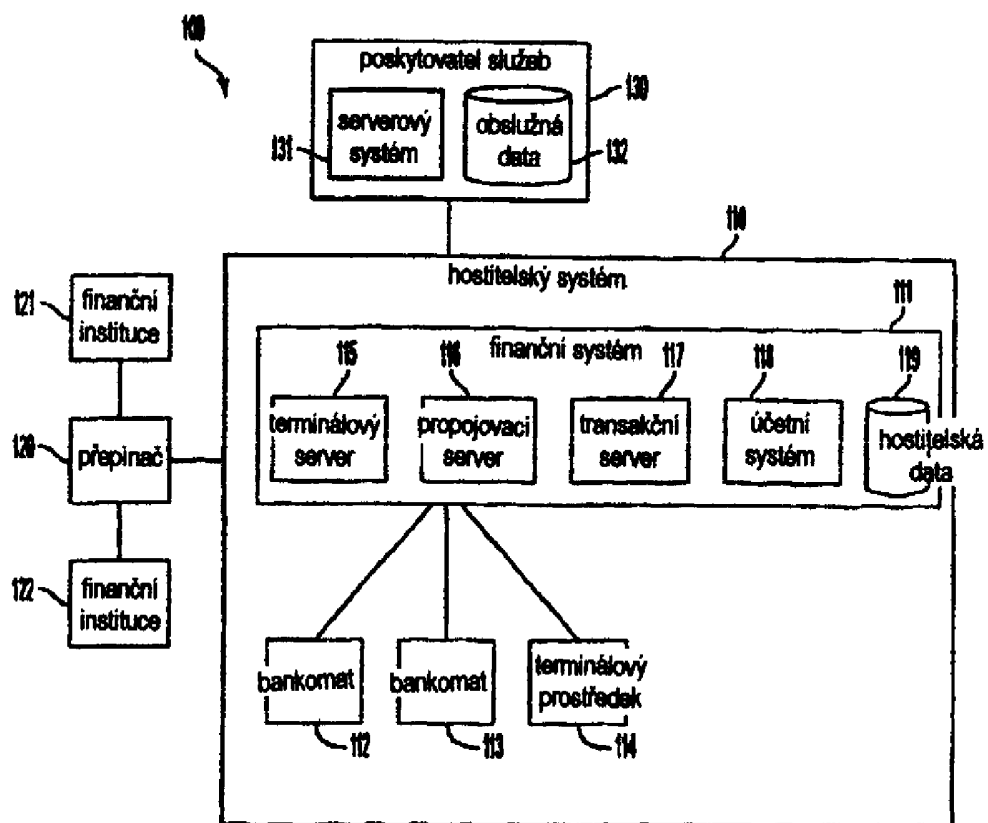 100
poskytovatel služeb
130
serverový
systém
131
obslužná
data
132
110
hostitelský systém
121
finanční
instituce
111
finanční systém
115
116
117
118
119
terminálový
server
propojovací
server
transakční
server
účetní
systém
hostitelská
data
120
přepínač
122
finanční
instituce
bankomat
112
bankomat
113
terminálový
prostředek
114